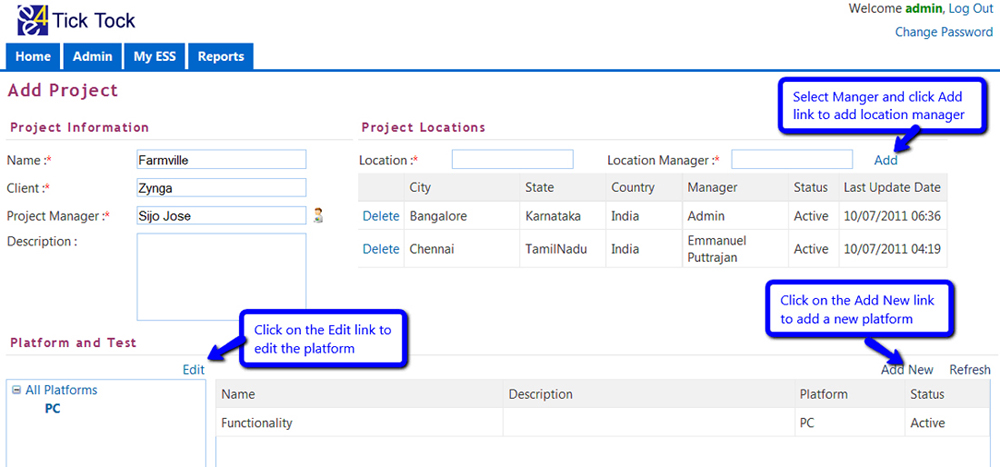 e4e Tick Tock
Welcome admin, Log Out
Change Password
Home Admin My ESS Reports
Add Project
Select Manger and click Add
link to add location manager
Project Information
Project Locations
Name :* Farmville
Location :* Location Manager :* Add
Client :* Zynga
Project Manager :* Sijo Jose
Description :
City State Country Manager Status Last Update Date
Delete Bangalore Karnataka India Admin Active 10/07/2011 06:36
Delete Chennai TamilNadu India Emmanuel Active 10/07/2011 04:19
Puttrajan
Click on the Add New link
to add a new platform
Click on the Edit link to
edit the platform
Platform and Test
Edit
Add New Refresh
All Platforms
PC
Name Description Platform Status
Functionality PC Active